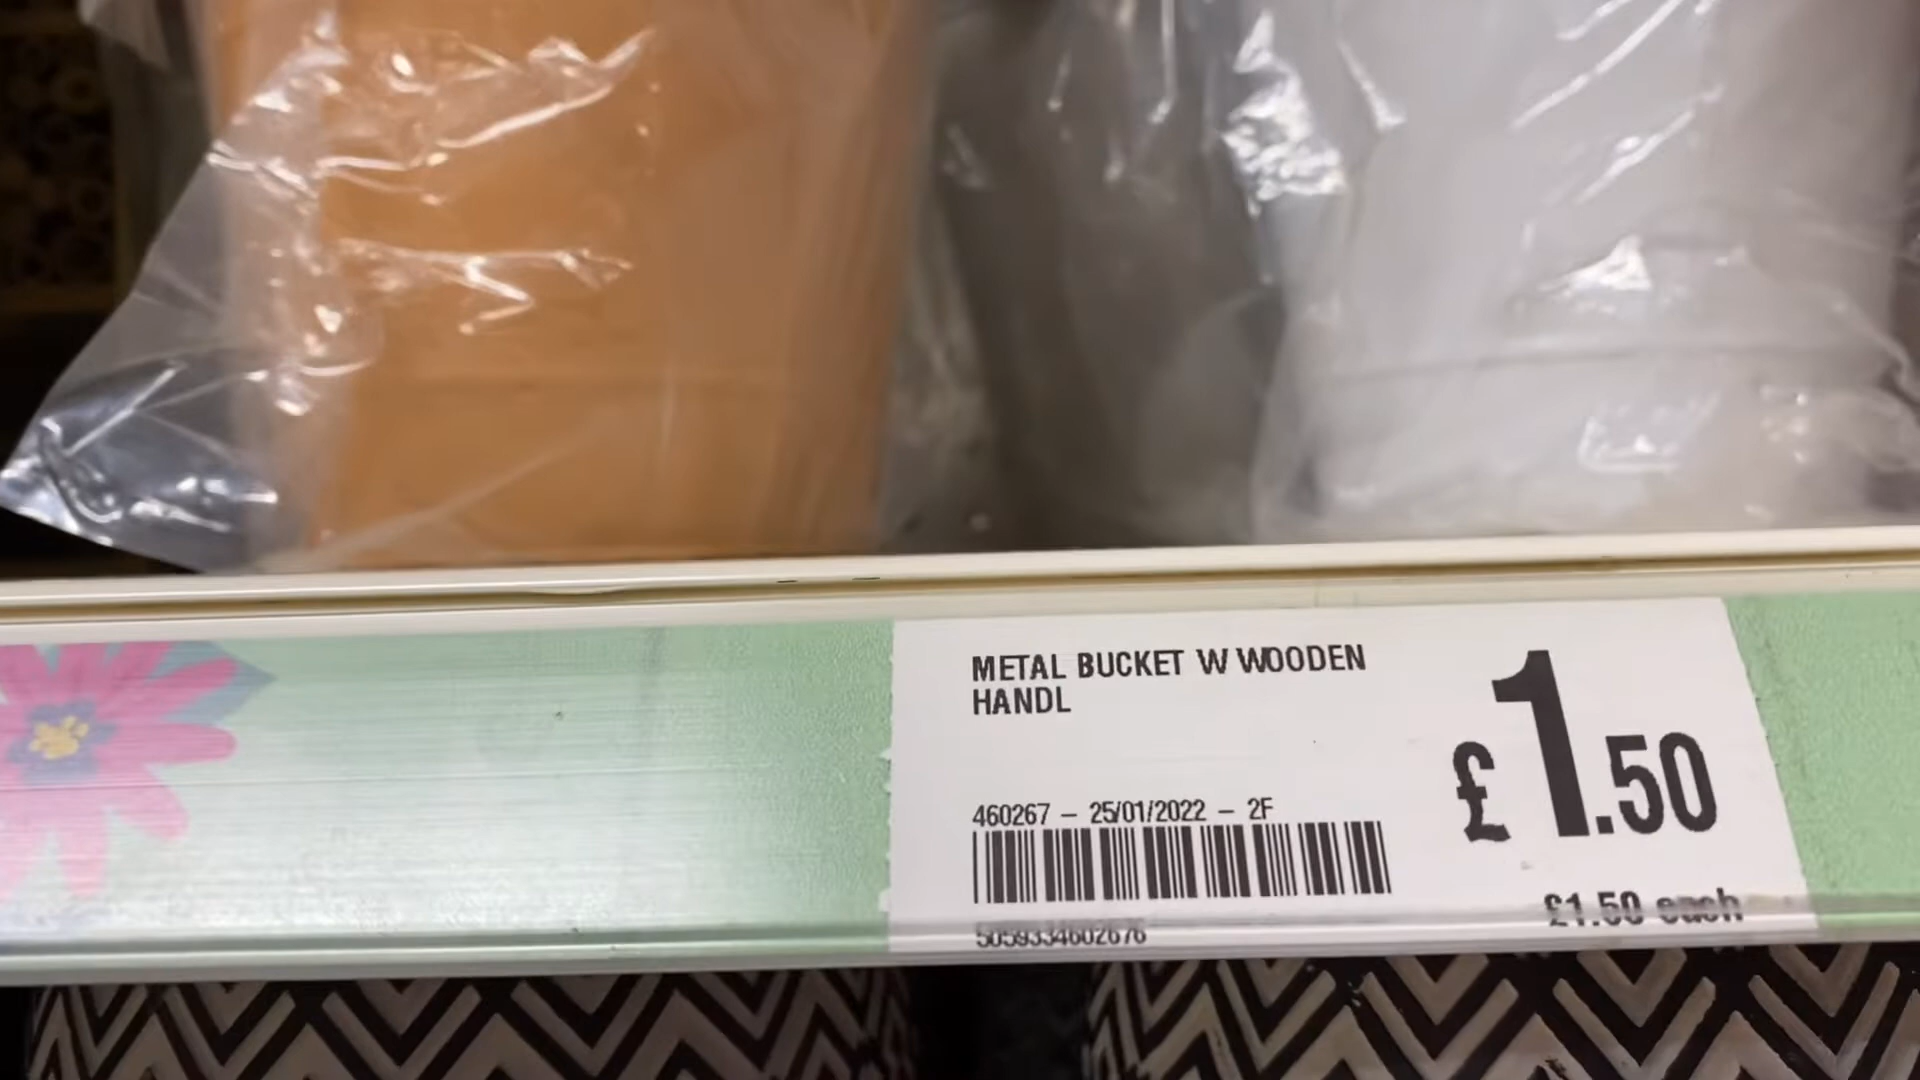 METAL BUCKET W WOODEN
HANDL
£1.50
460267 - 25/01/2022 - 2F
£1.50 each
5059334602676